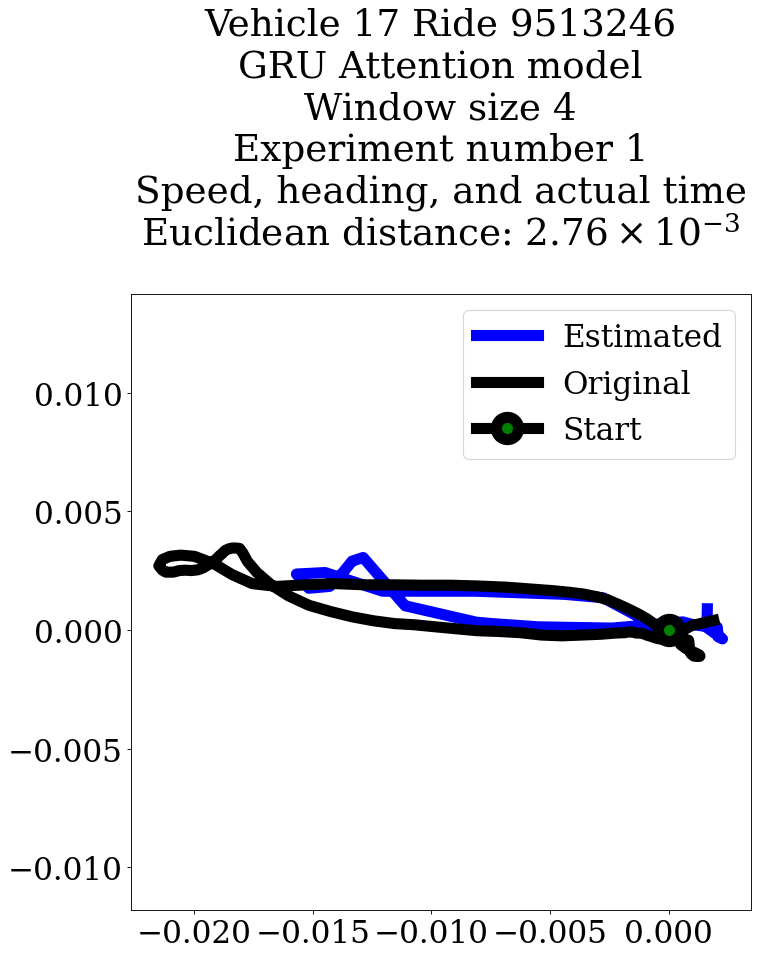 Vehicle 17 Ride 9513246
GRU Attention model
Window size 4
Experiment number 1
Speed, heading, and actual time
Euclidean distance: 2.76 × 10⁻³
Estimated
Original
Start
0.010
0.005
0.000
−0.005
−0.010
−0.020 −0.015 −0.010 −0.005 0.000